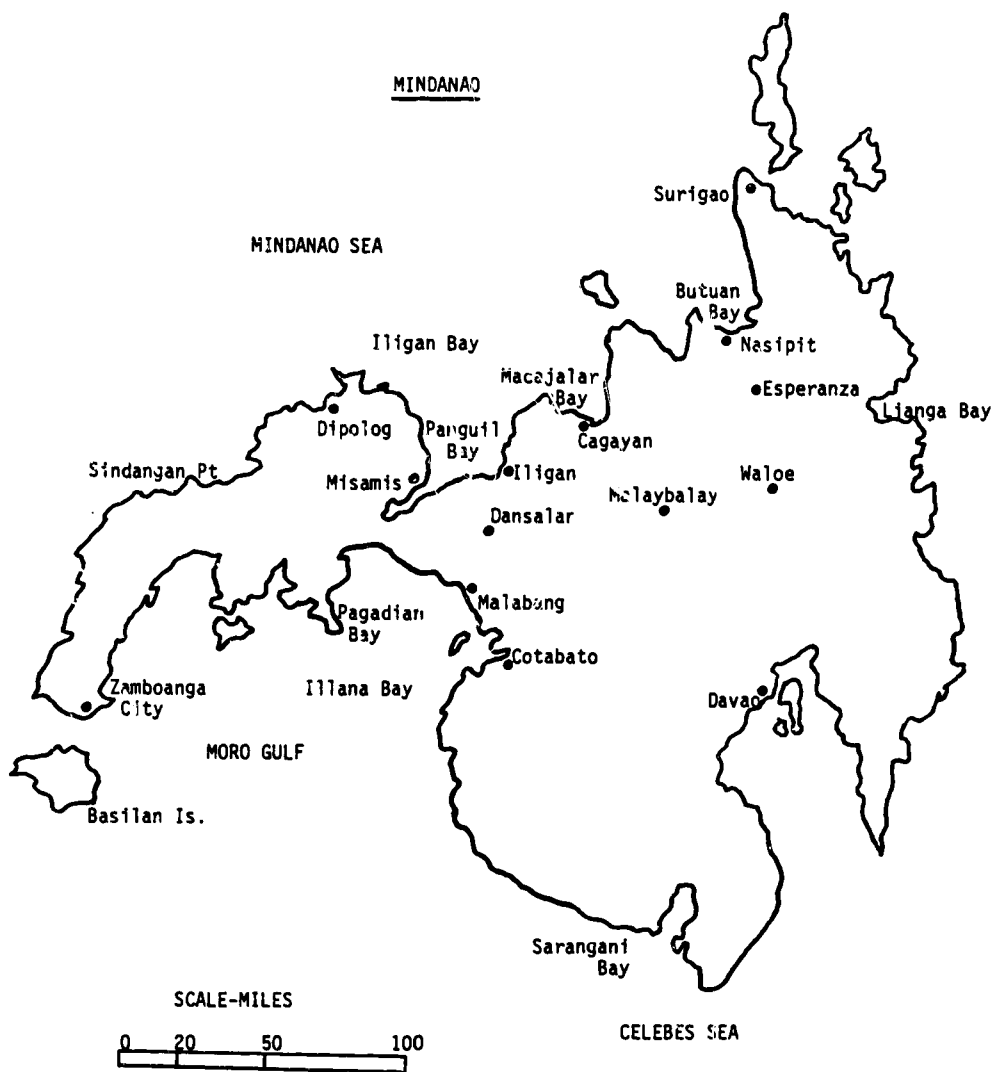 MINDANAO
Surigao
MINDANAO SEA
Butuan
Bay
Nasipit
Iligan Bay
Macajalar
Bay
Esperanza
Lianga Bay
Dipolog
Panguil
Bay
Cagayan
Sindangan Pt
Misamis
Iligan
Waloe
Malaybalay
Dansalar
Malabang
Pagadian
Bay
Cotabato
Zamboanga
City
Illana Bay
Davao
MORO GULF
Basilan Is.
Sarangani
Bay
SCALE-MILES
CELEBES SEA
0 20 50 100